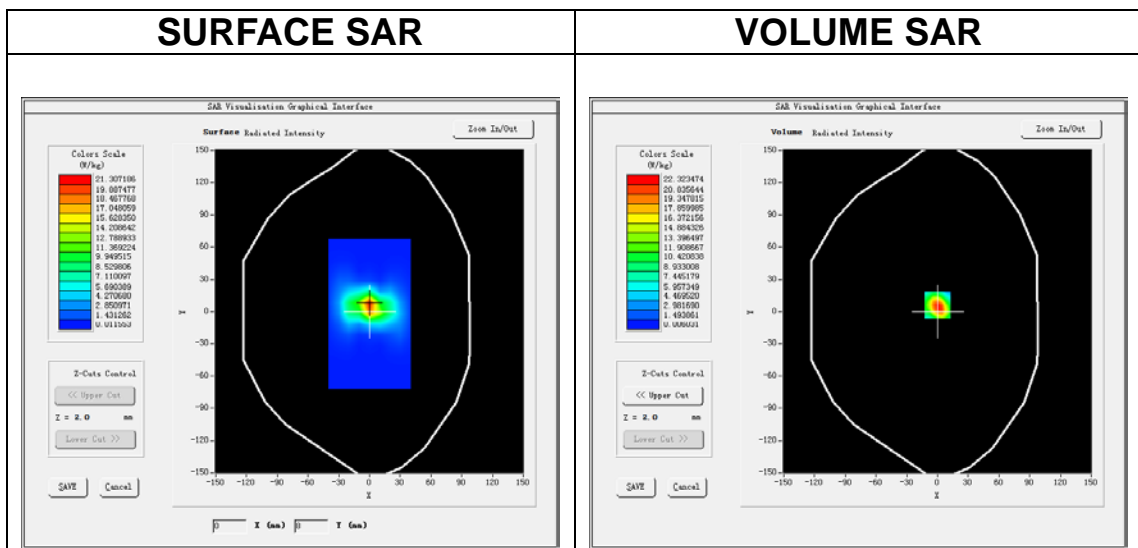 SURFACE SAR
VOLUME SAR
SAR Visualisation Graphical Interface
Surface Radiated Intensity
Zoom In/Out
Colors Scale
(W/kg)
21.307186
19.887477
18.467768
17.048059
15.628350
14.208642
12.788933
11.369224
9.949515
8.529806
7.110097
5.690389
4.270680
2.850971
1.431262
0.011553
150
120
90
60
30
0
-30
-60
-90
-120
-150
Y
-150 -120 -90 -60 -30 0 30 60 90 120 150
X
Z-Cuts Control
<< Upper Cut
Z = 2.0 mm
Lower Cut >>
SAVE Cancel
0 X (mm) 8 Y (mm)
SAR Visualisation Graphical Interface
Volume Radiated Intensity
Zoom In/Out
Colors Scale
(W/kg)
22.323474
20.835644
19.347815
17.859985
16.372156
14.884326
13.396497
11.908667
10.420838
8.933008
7.445179
5.957349
4.469520
2.981690
1.493861
0.006031
150
120
90
60
30
0
-30
-60
-90
-120
-150
Y
-150 -120 -90 -60 -30 0 30 60 90 120 150
X
Z-Cuts Control
<< Upper Cut
Z = 2.0 mm
Lower Cut >>
SAVE Cancel